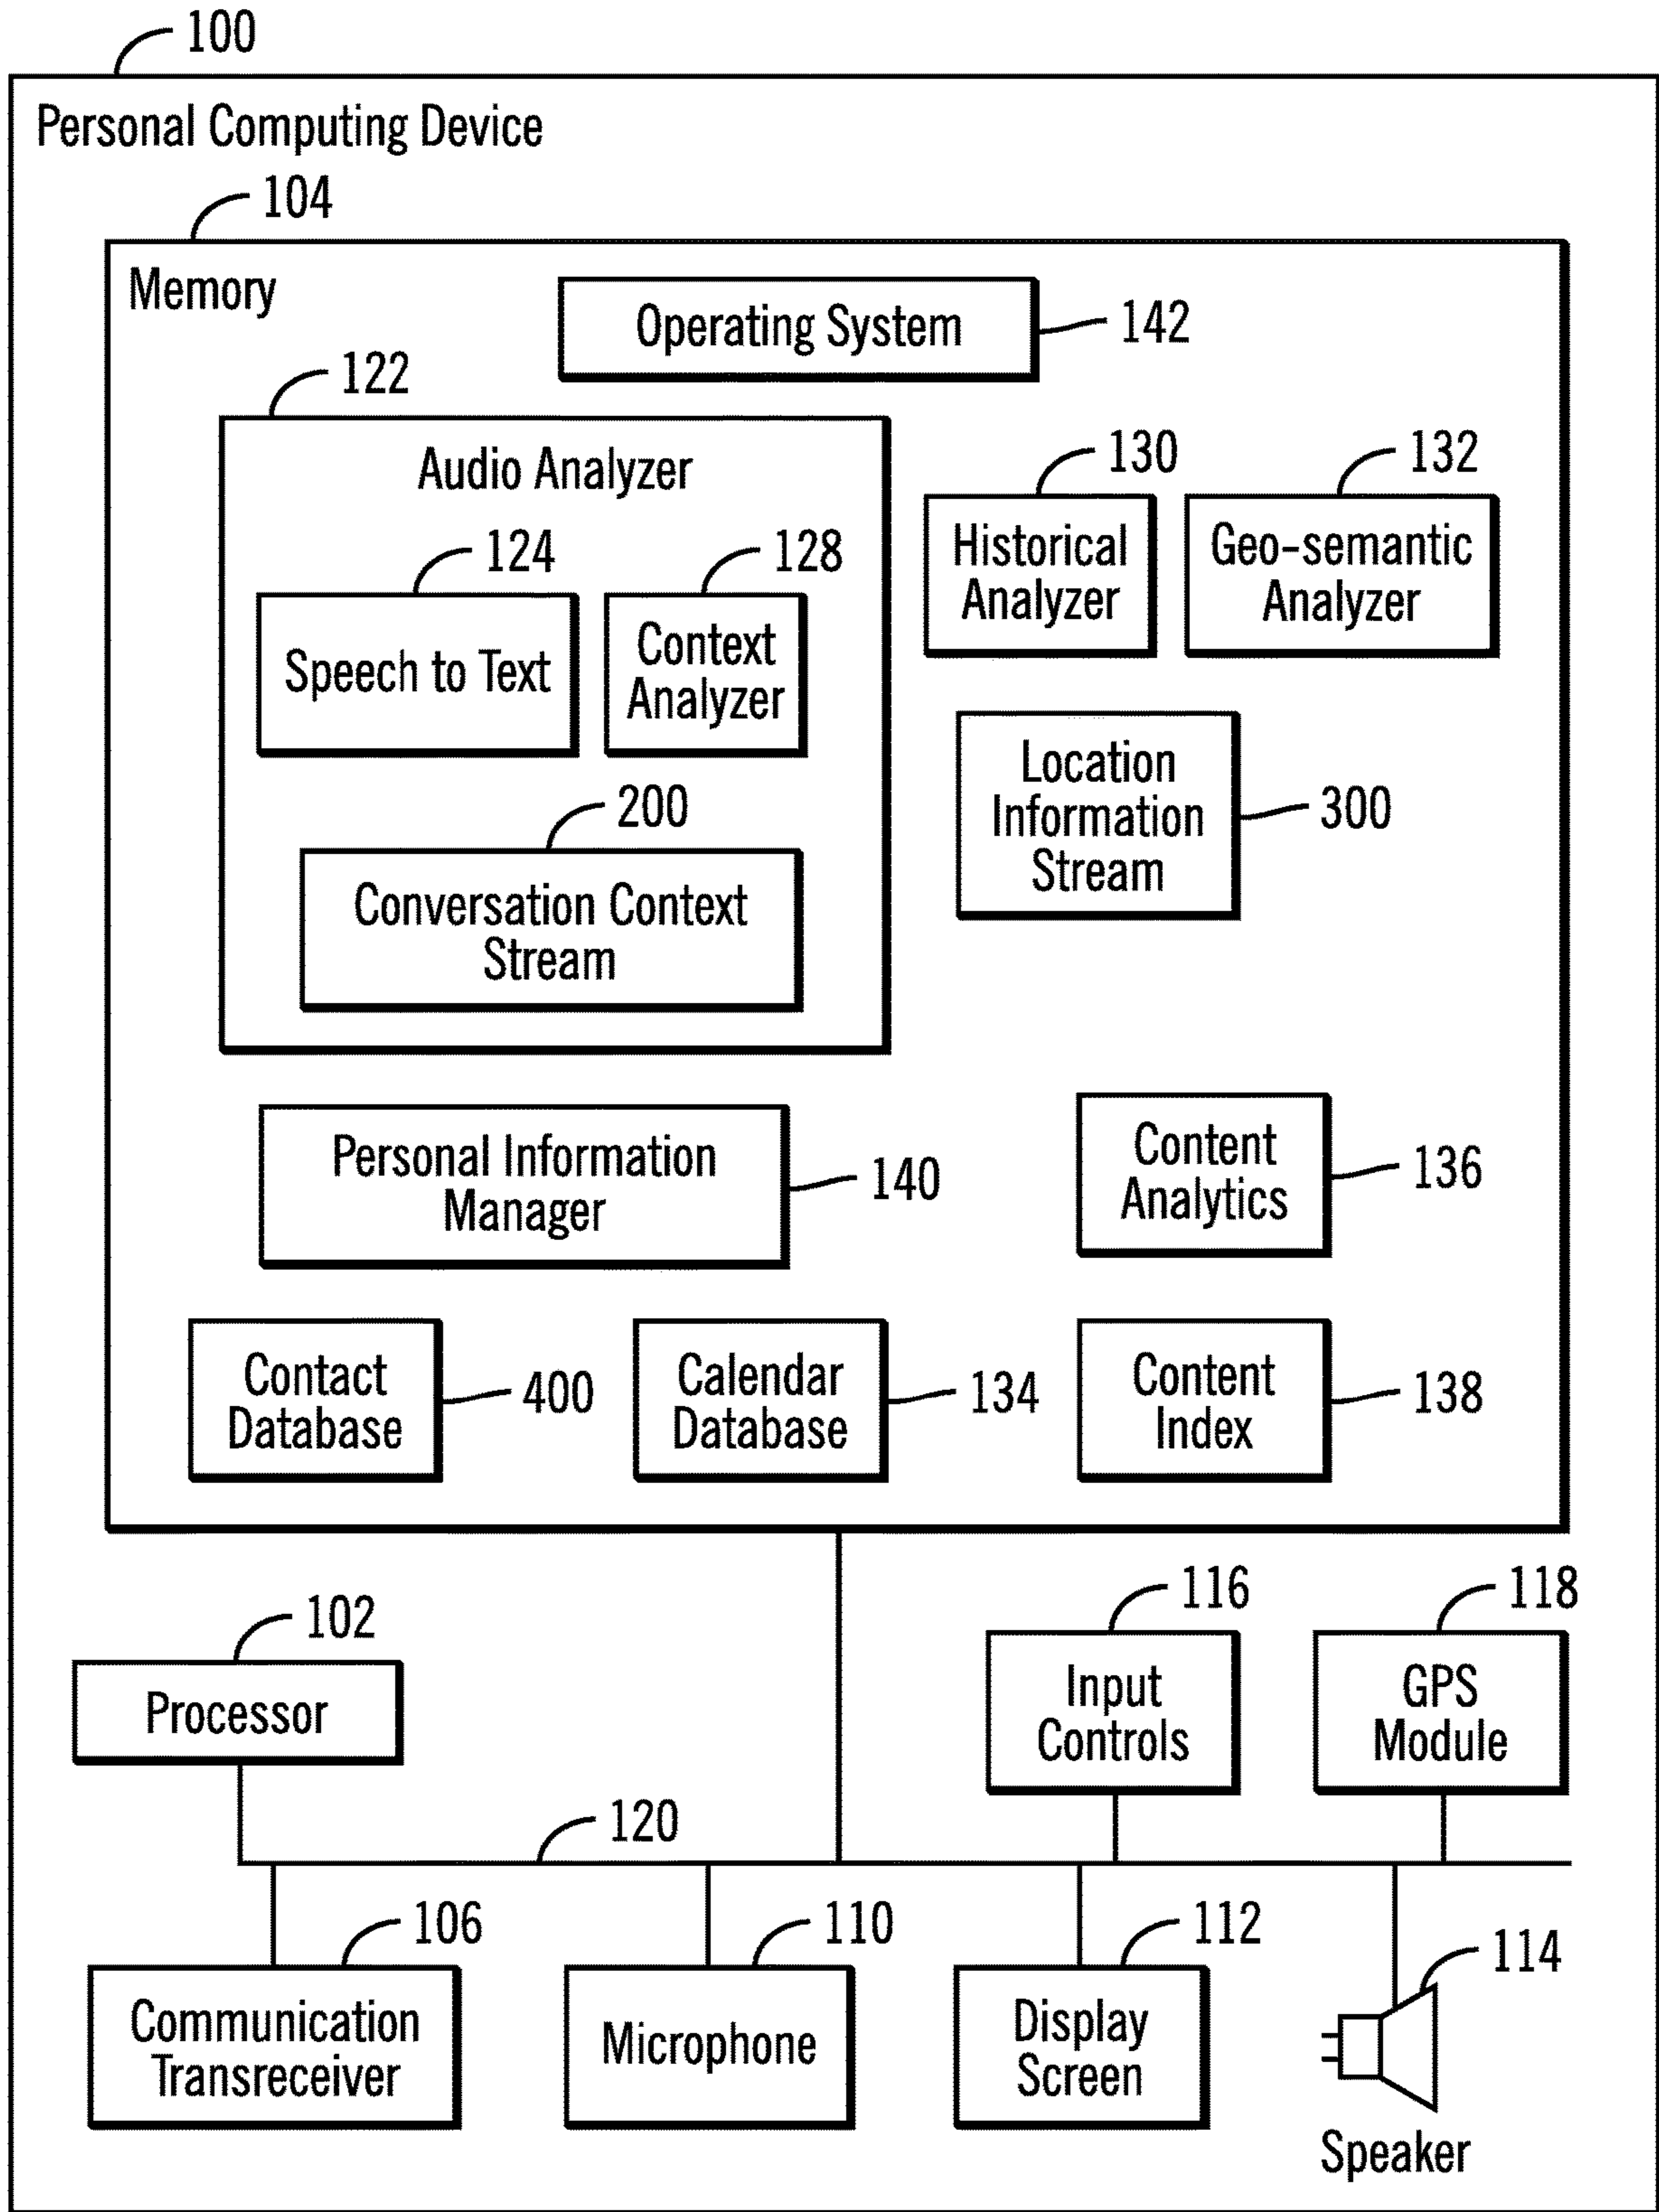 100
Personal Computing Device
104
Memory
Operating System
142
122
Audio Analyzer
130
132
Historical
Analyzer
Geo-semantic
Analyzer
124
128
Speech to Text
Context
Analyzer
Location
Information
Stream
300
200
Conversation Context
Stream
Personal Information
Manager
140
Content
Analytics
136
Contact
Database
400
Calendar
Database
134
Content
Index
138
102
Processor
116
Input
Controls
118
GPS
Module
120
106
Communication
Transreceiver
110
Microphone
112
Display
Screen
114
Speaker